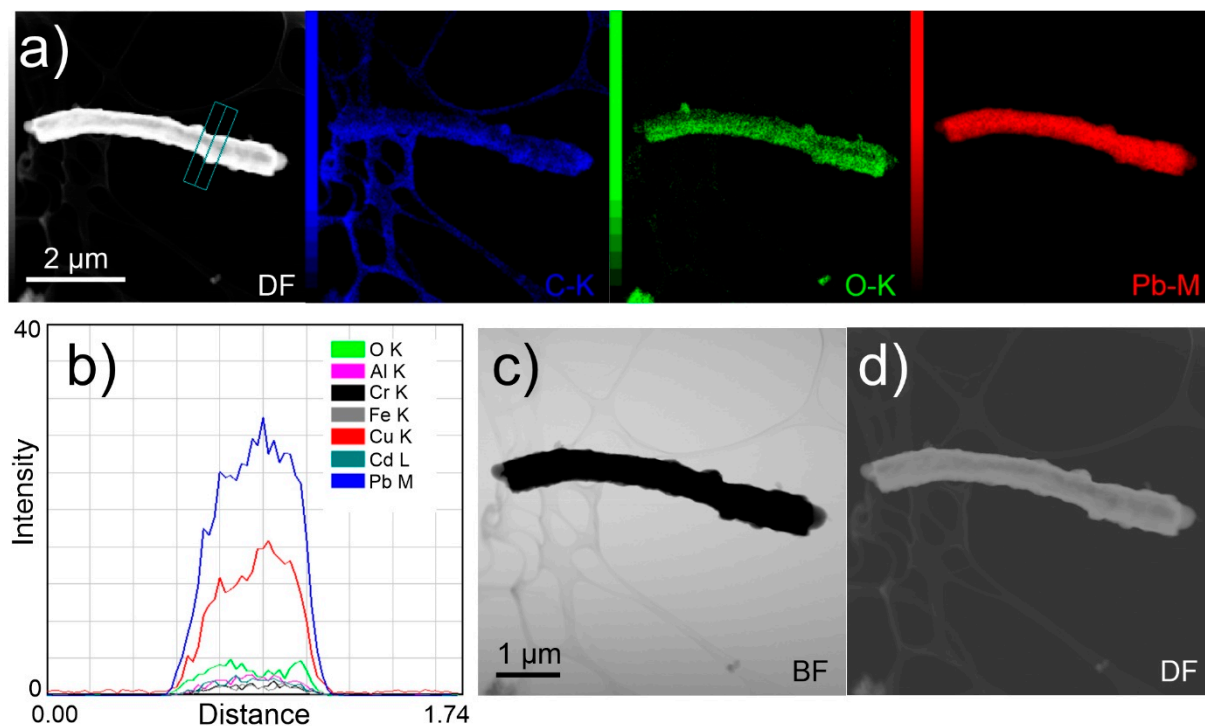 a)
2 µm
DF
C-K
O-K
Pb-M
b)
40
Intensity
0
0.00
Distance
1.74
O K
Al K
Cr K
Fe K
Cu K
Cd L
Pb M
c)
1 µm
BF
d)
DF